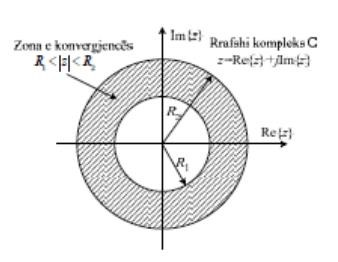 Zona e konvergjencës
R₁ <|z| < R₂
Im{z}
Rrafshi kompleks C
z=Re{z}+jIm{z}
R₂
Re{z}
R₁